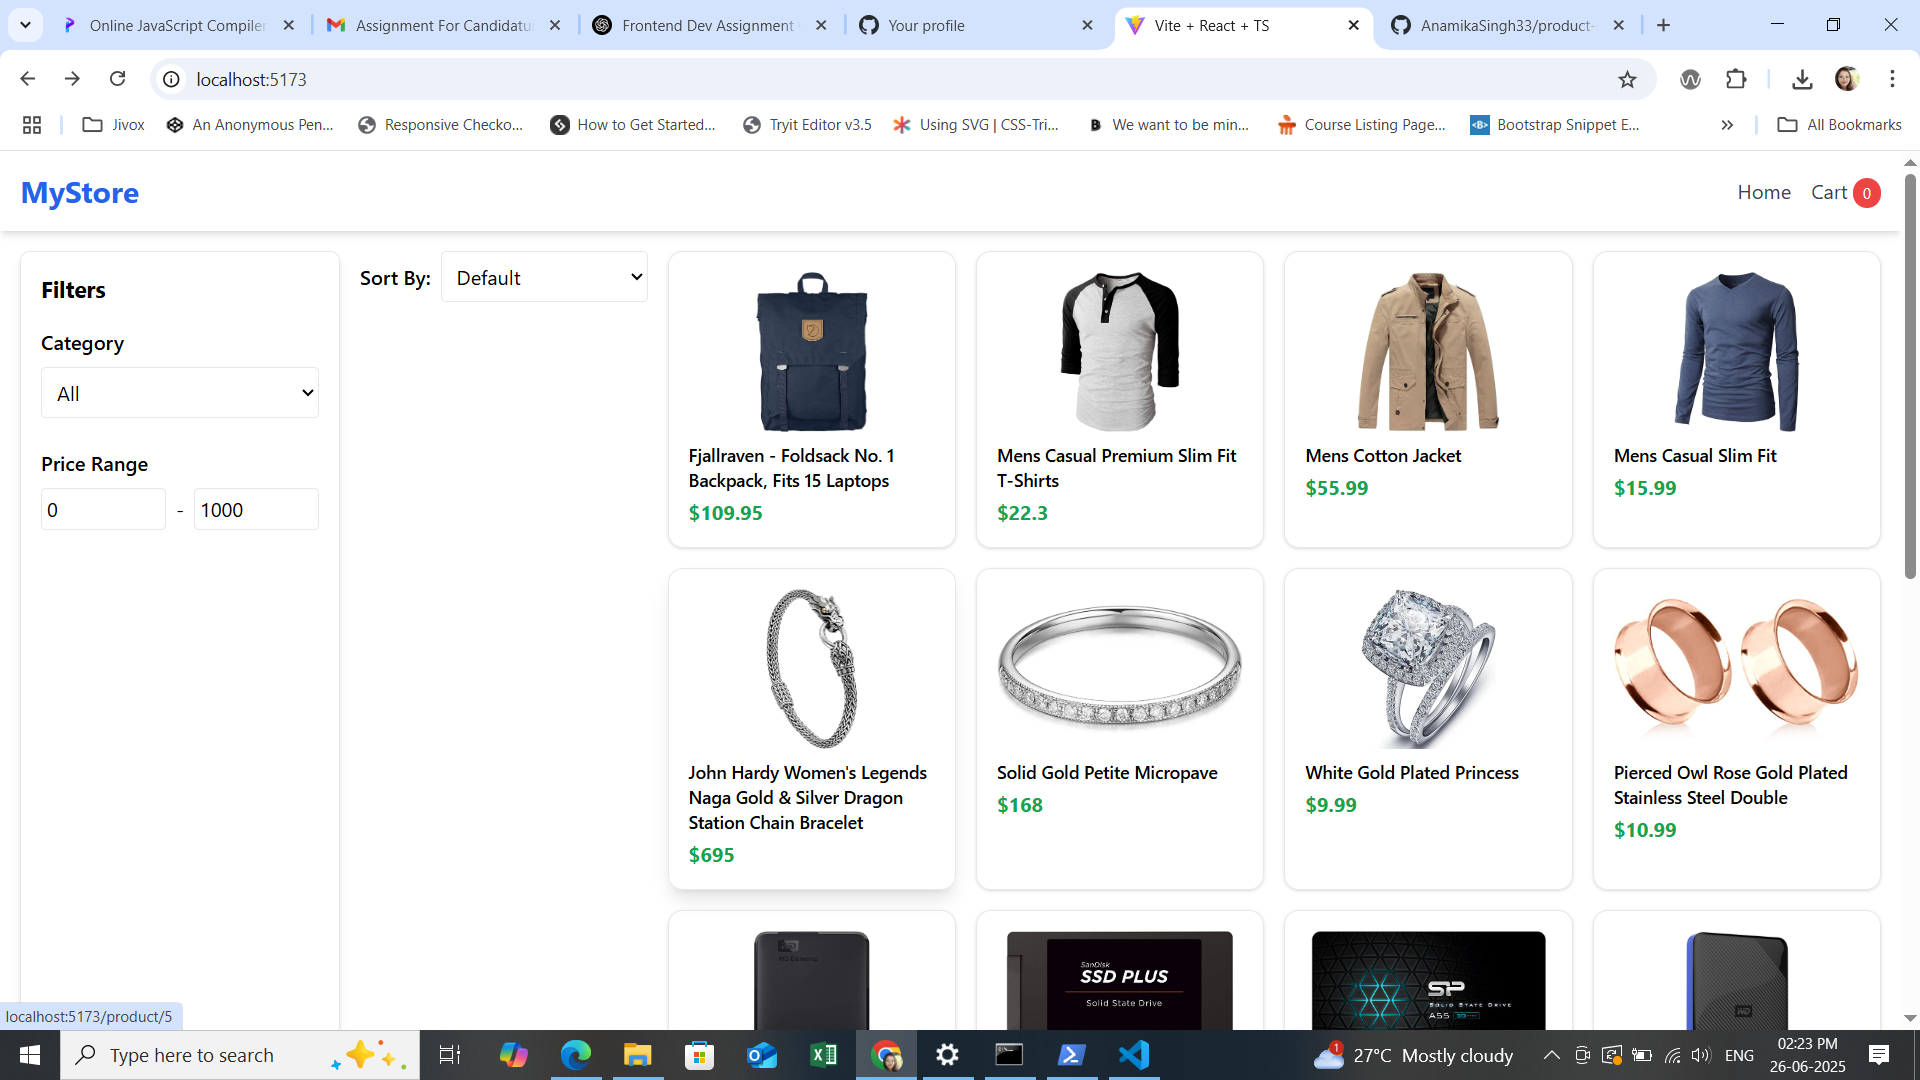 Online JavaScript Compiler
Assignment For Candidatu
Frontend Dev Assignment
Your profile
Vite + React + TS
AnamikaSingh33/product-
localhost:5173
Jivox
An Anonymous Pen...
Responsive Checko...
How to Get Started...
Tryit Editor v3.5
Using SVG | CSS-Tri...
B
We want to be min...
Course Listing Page...
Bootstrap Snippet E...
All Bookmarks
MyStore
Home
Cart 0
Filters
Category
All
Price Range
0 - 1000
Sort By:
Default
Fjallraven - Foldsack No. 1
Backpack, Fits 15 Laptops
$109.95
Mens Casual Premium Slim Fit
T-Shirts
$22.3
Mens Cotton Jacket
$55.99
Mens Casual Slim Fit
$15.99
John Hardy Women's Legends
Naga Gold & Silver Dragon
Station Chain Bracelet
$695
Solid Gold Petite Micropave
$168
White Gold Plated Princess
$9.99
Pierced Owl Rose Gold Plated
Stainless Steel Double
$10.99
SanDisk
SSD PLUS
Solid State Drive
SP
SOLID STATE DRIVE
A55
WD
localhost:5173/product/5
Type here to search
1
27°C Mostly cloudy
ENG
02:23 PM
26-06-2025